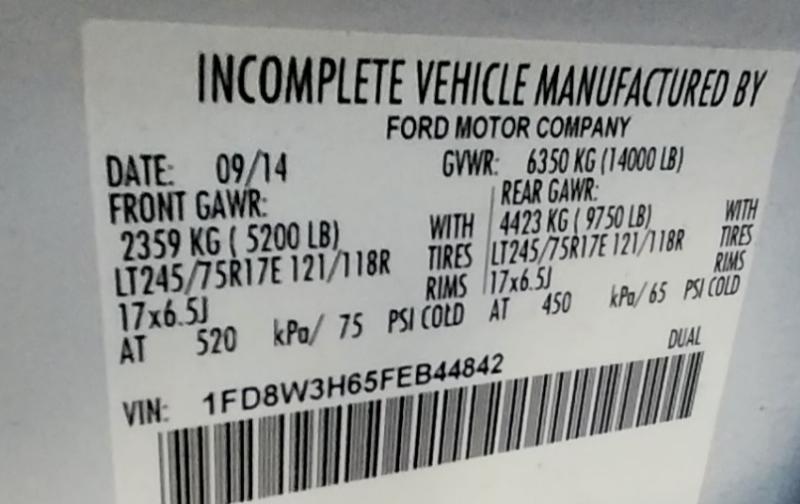 INCOMPLETE VEHICLE MANUFACTURED BY
FORD MOTOR COMPANY
DATE: 09/14 GVWR: 6350 KG (14000 LB)
FRONT GAWR: REAR GAWR:
2359 KG ( 5200 LB) WITH 4423 KG ( 9750 LB) WITH
LT245/75R17E 121/118R TIRES LT245/75R17E 121/118R TIRES
17x6.5J RIMS 17x6.5J RIMS
AT 520 kPa/ 75 PSI COLD AT 450 kPa/ 65 PSI COLD
DUAL
VIN: 1FD8W3H65FEB44842